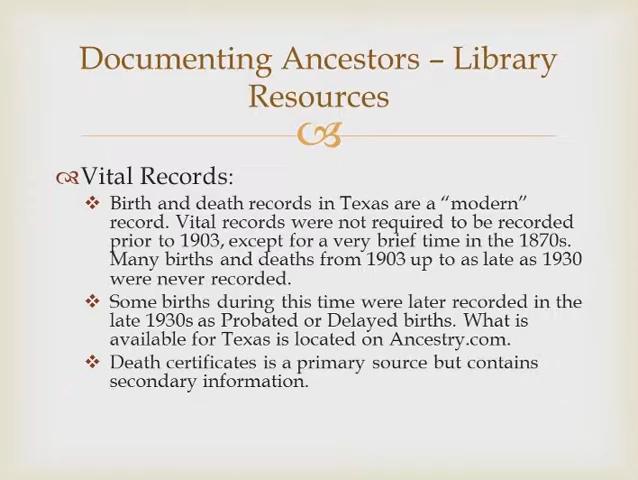 Documenting Ancestors – Library
Resources
Vital Records:
Birth and death records in Texas are a “modern”
record. Vital records were not required to be recorded
prior to 1903, except for a very brief time in the 1870s.
Many births and deaths from 1903 up to as late as 1930
were never recorded.
Some births during this time were later recorded in the
late 1930s as Probated or Delayed births. What is
available for Texas is located on Ancestry.com.
Death certificates is a primary source but contains
secondary information.